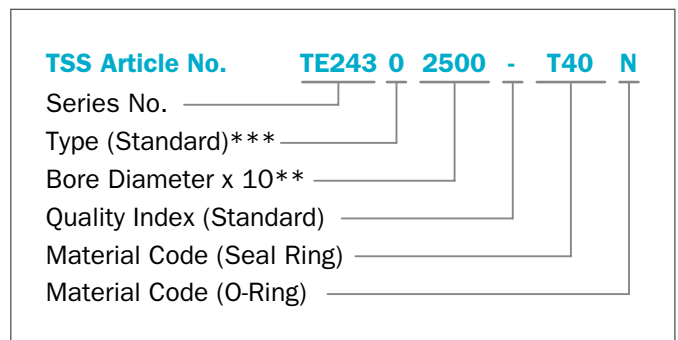 TSS Article No. TE243 0 2500 - T40 N
Series No.
Type (Standard)***
Bore Diameter x 10**
Quality Index (Standard)
Material Code (Seal Ring)
Material Code (O-Ring)